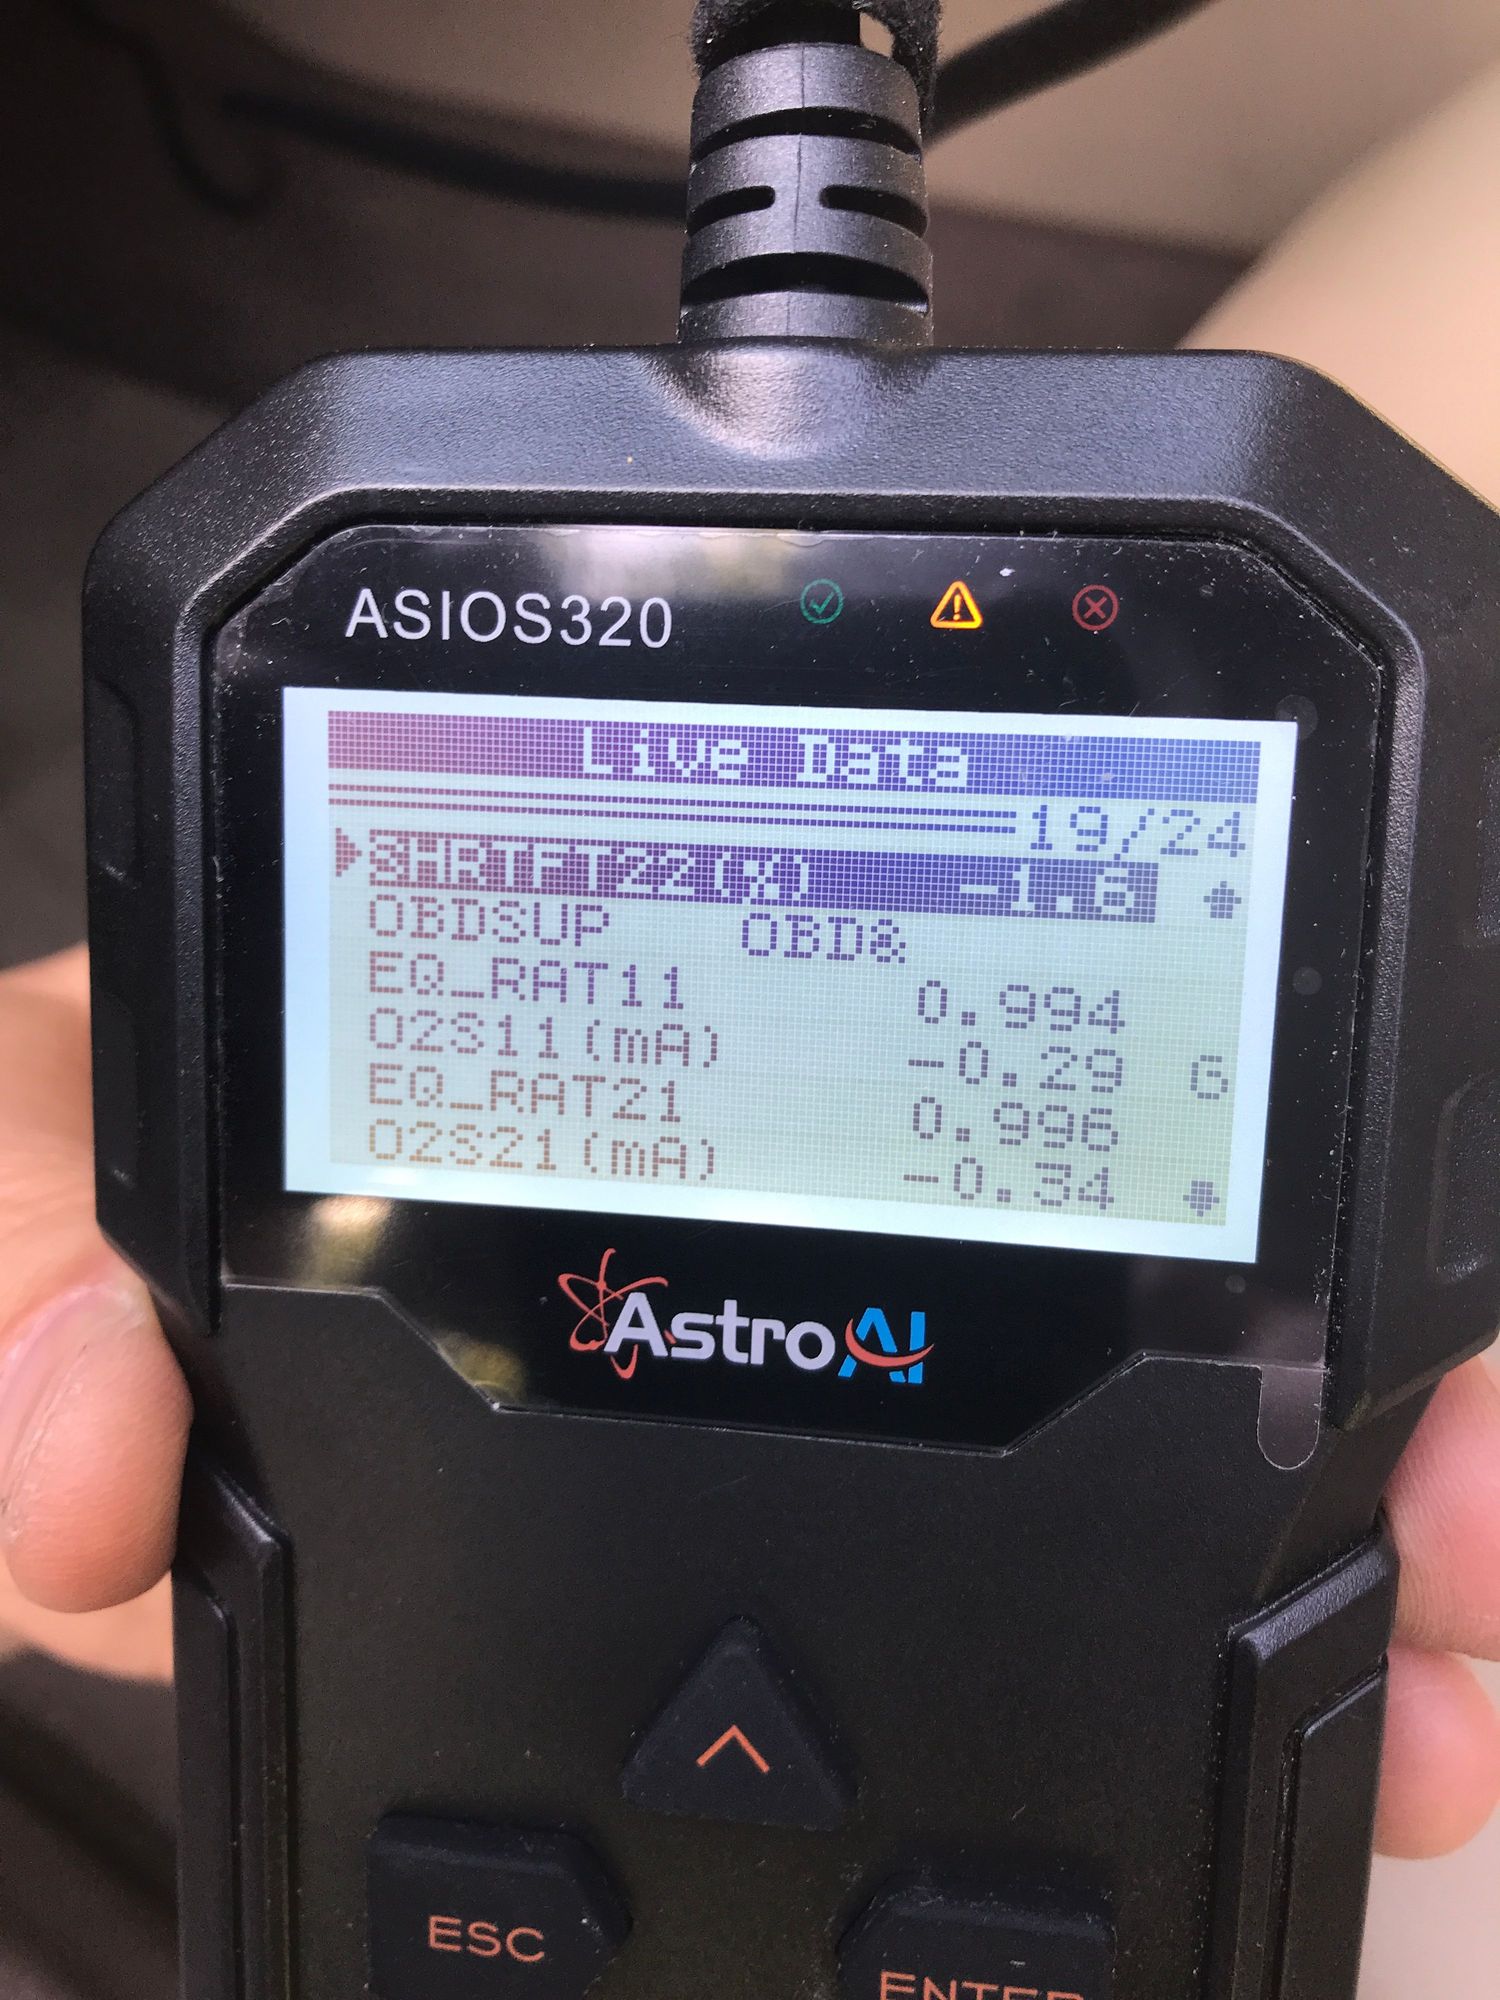 ASIOS320
Live Data
19/24
SHRTFT22(%) -1.6
OBDSUP OBD&
EQ_RAT11 0.994
O2S11(mA) -0.29 G
EQ_RAT21 0.996
O2S21(mA) -0.34
AstroAI
ESC
ENTER